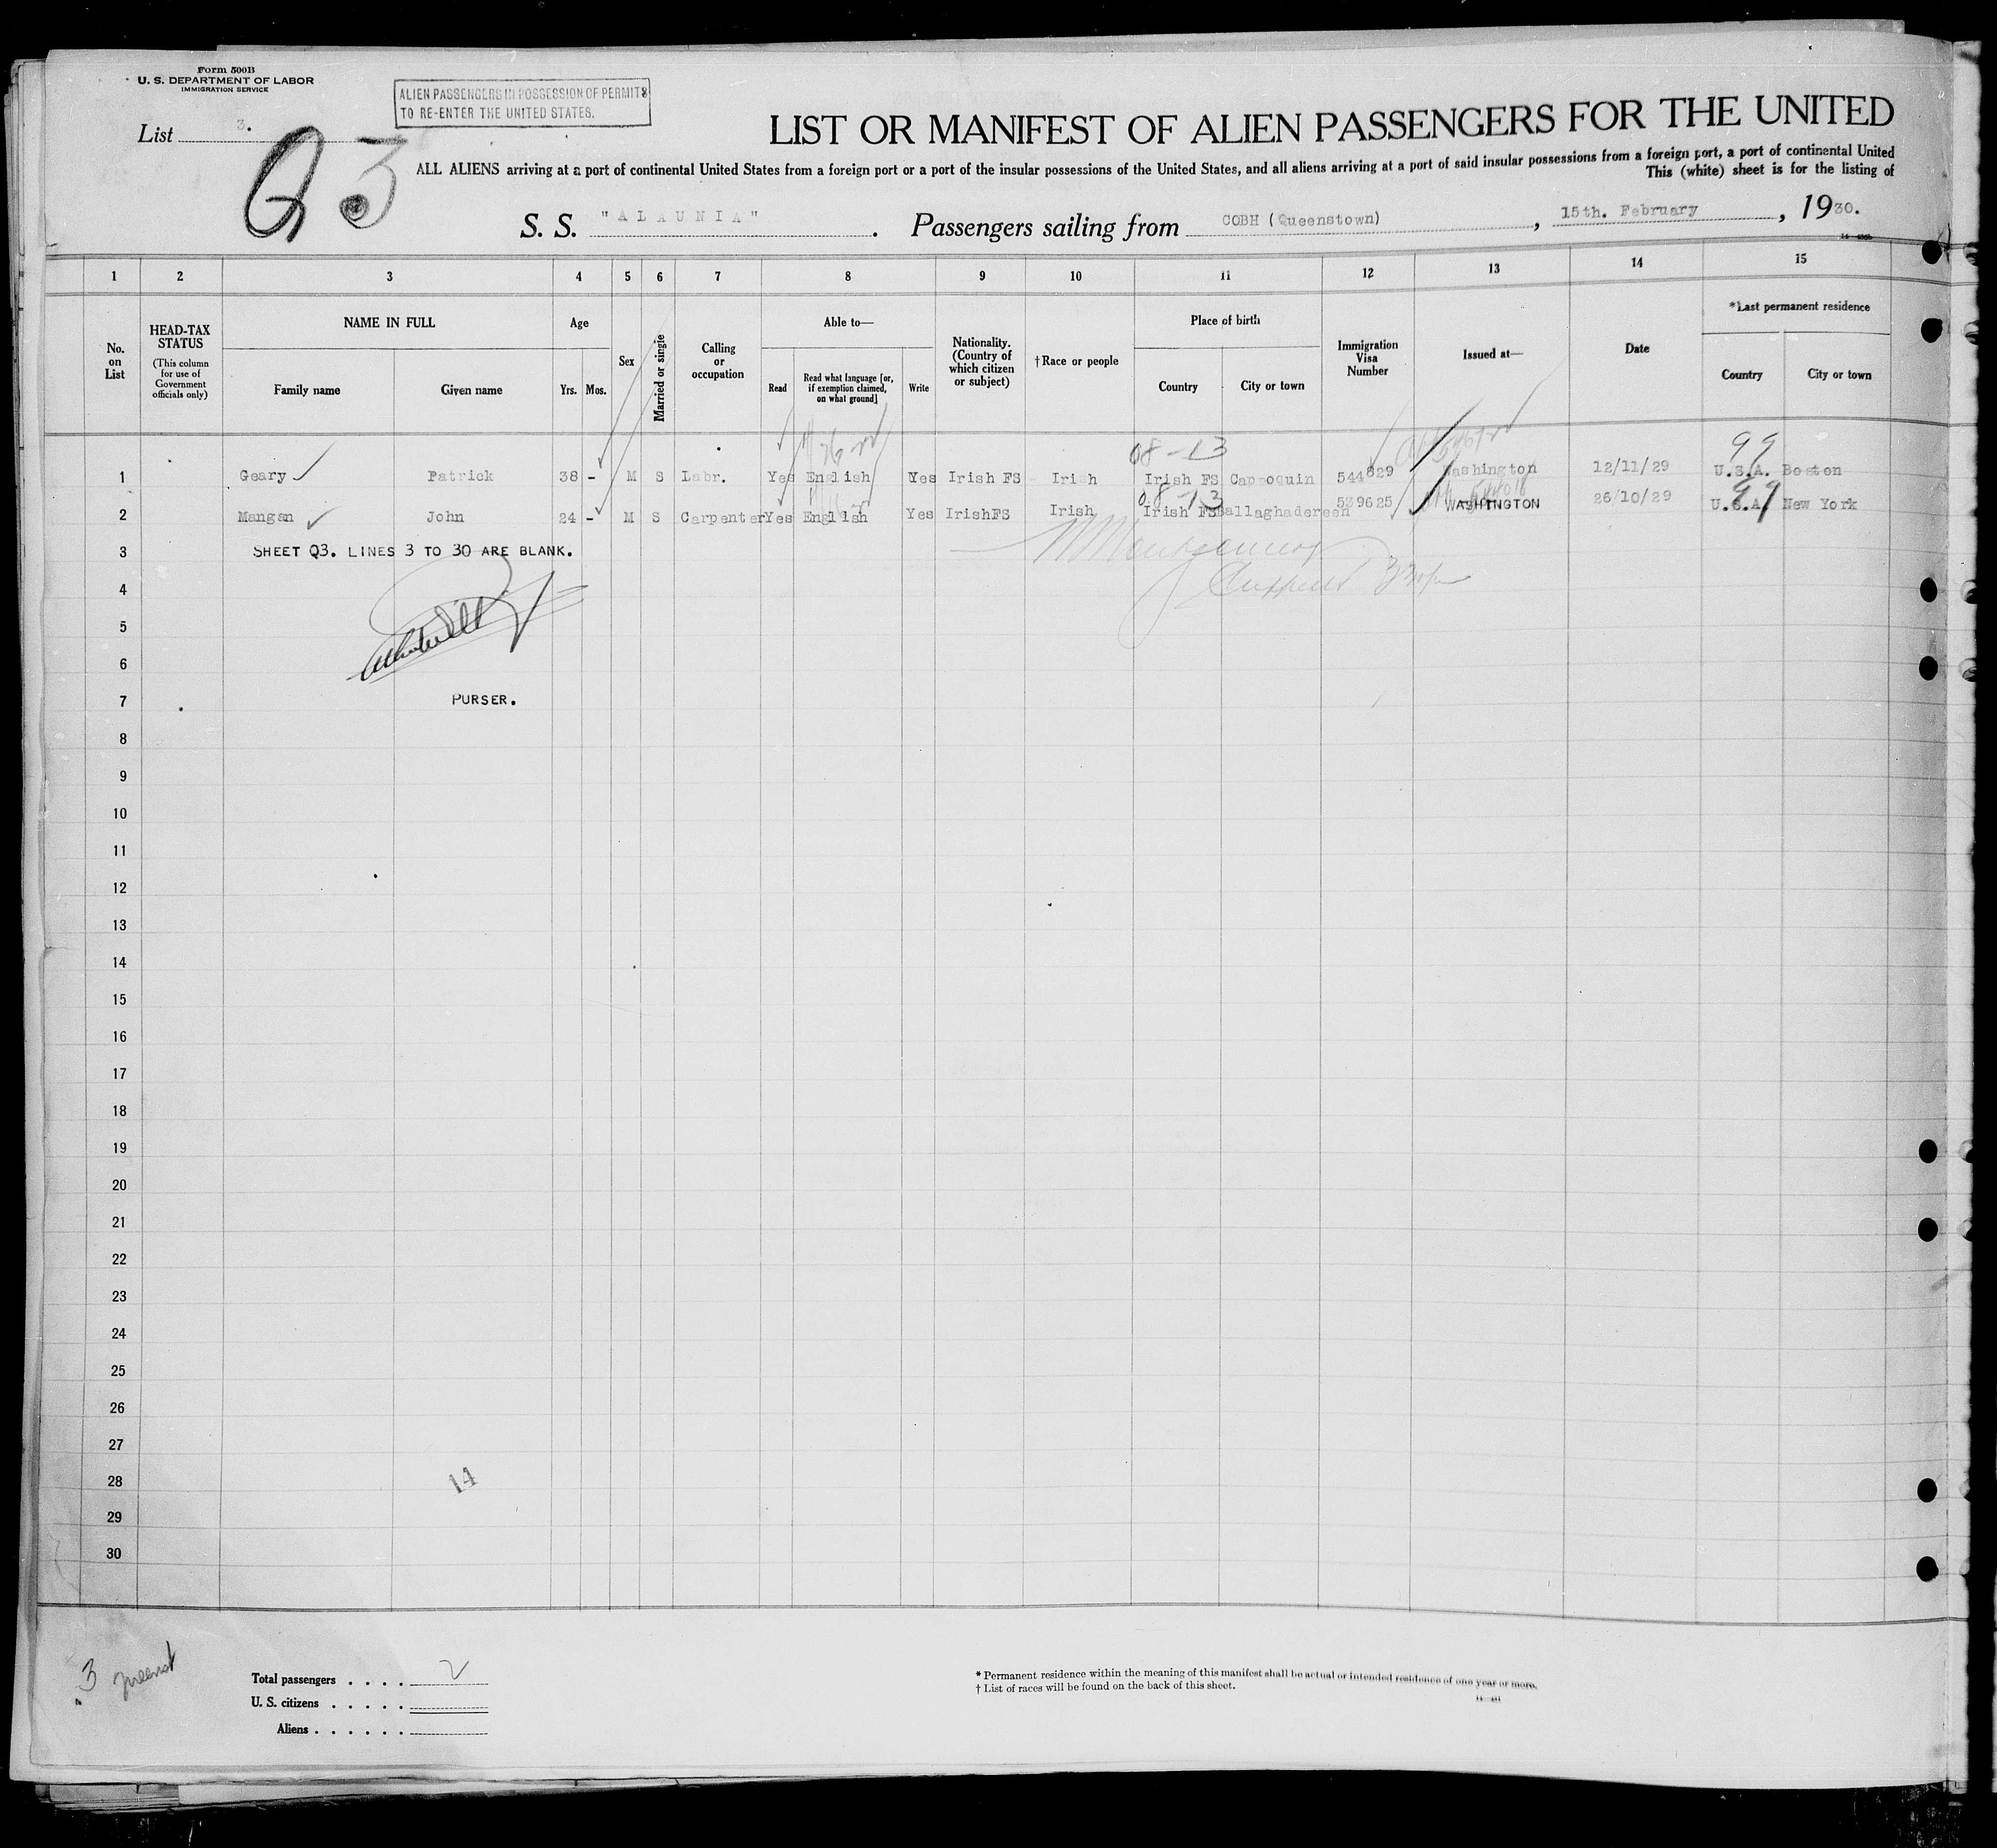 Form 500B
U. S. DEPARTMENT OF LABOR
IMMIGRATION SERVICE
ALIEN PASSENGERS IN POSSESSION OF PERMITS
TO RE-ENTER THE UNITED STATES.
List 3.
Q3
LIST OR MANIFEST OF ALIEN PASSENGERS FOR THE UNITED
ALL ALIENS arriving at a port of continental United States from a foreign port or a port of the insular possessions of the United States, and all aliens arriving at a port of said insular possessions from a foreign port, a port of continental United
This (white) sheet is for the listing of
S. S. "ALAUNIA". Passengers sailing from COBH (Queenstown), 15th. February, 1930.
1 2 3 4 5 6 7 8 9 10 11 12 13 14 15
No. on List
HEAD-TAX STATUS (This column for use of Government officials only)
NAME IN FULL
Family name Given name
Age
Yrs. Mos.
Sex
Married or single
Calling or occupation
Able to—
Read
Read what language [or, if exemption claimed, on what ground]
Write
Nationality. (Country of which citizen or subject)
†Race or people
Place of birth
Country City or town
Immigration Visa Number
Issued at—
Date
*Last permanent residence
Country City or town
08-13 99
1 Geary Patrick 38 - M S Labr. Yes English Yes Irish FS Irish Irish FS Cappoquin 544829 Washington 12/11/29 U.S.A. Boston
08-13 99
2 Mangan John 24 - M S Carpenter Yes English Yes IrishFS Irish Irish FS Ballaghadereen 539625 WASHINGTON 26/10/29 U.S.A. New York
3 SHEET Q3. LINES 3 TO 30 ARE BLANK.
4
5
6
7 PURSER.
8
9
10
11
12
13
14
15
16
17
18
19
20
21
22
23
24
25
26
27
28 14
29
30
3
Total passengers . . . . 2
U. S. citizens . . . . .
Aliens . . . . . .
* Permanent residence within the meaning of this manifest shall be actual or intended residence of one year or more.
† List of races will be found on the back of this sheet.